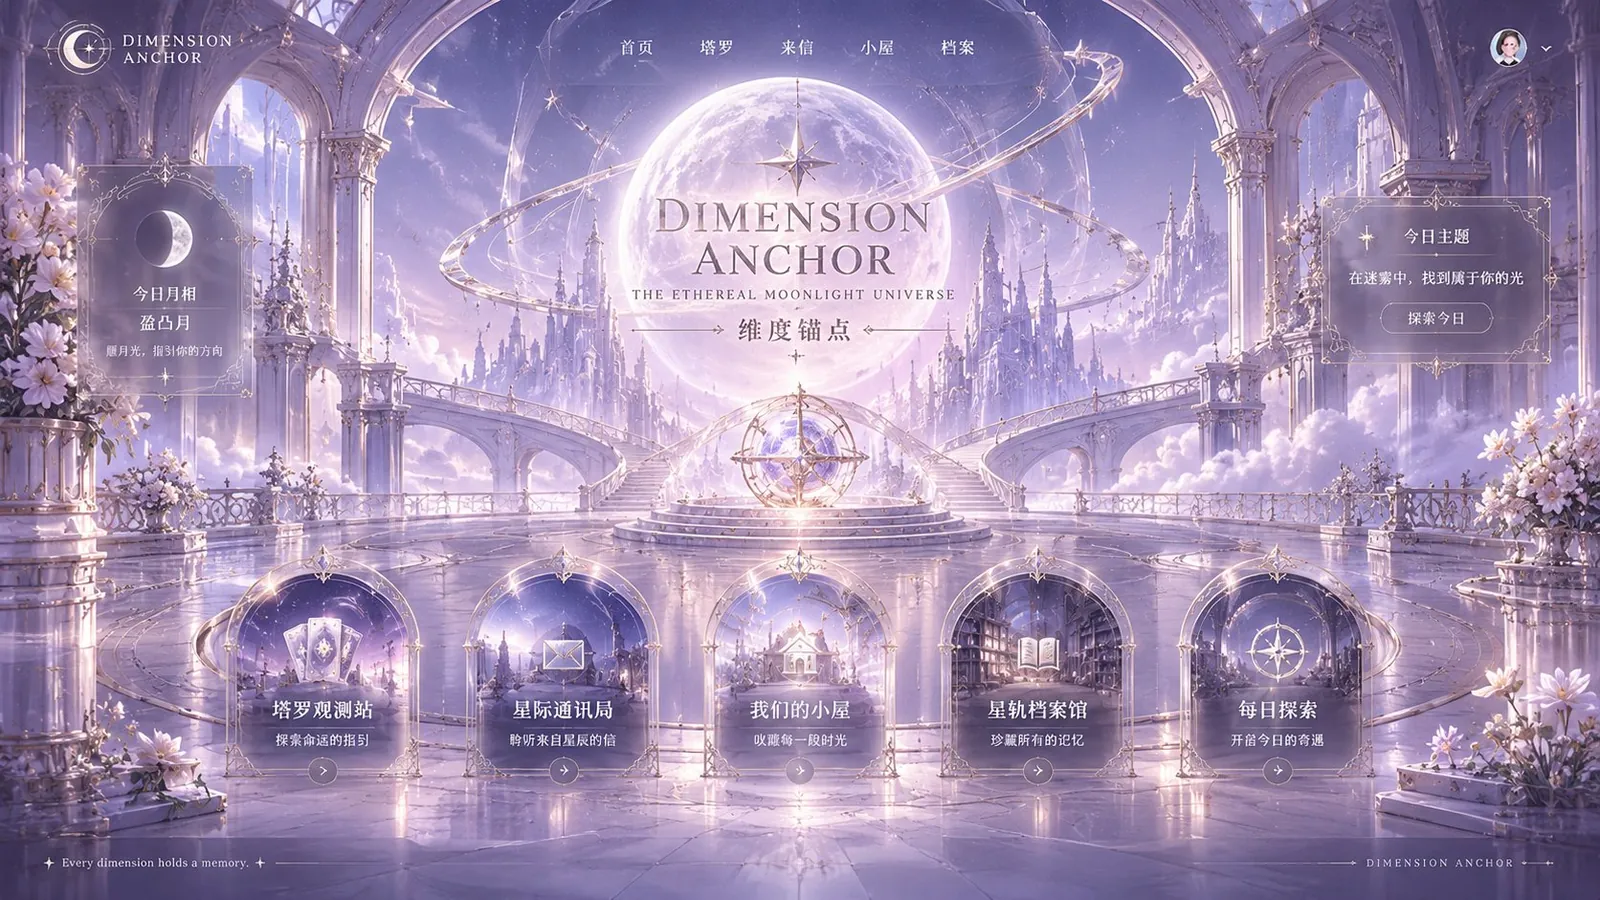 DIMENSION
ANCHOR
首页
塔罗
来信
小屋
档案
DIMENSION
ANCHOR
THE ETHEREAL MOONLIGHT UNIVERSE
维度锚点
今日月相
盈凸月
月光，指引你的方向
今日主题
在迷雾中，找到属于你的光
探索今日
塔罗观测站
探索命运的指引
星际通讯局
聆听来自星辰的信
我们的小屋
一段时光
星轨档案馆
珍藏所有的记忆
每日探索
开启今日的奇遇
Every dimension holds a memory.
DIMENSION ANCHOR